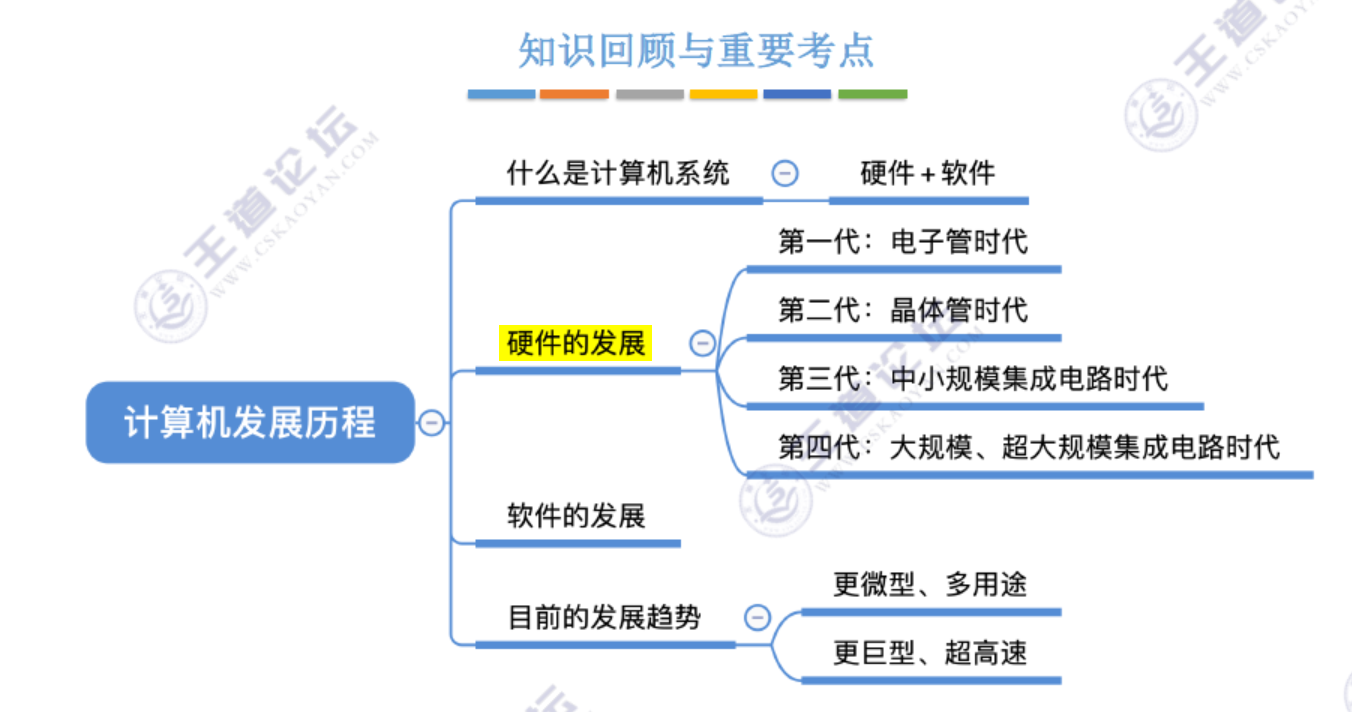 知识回顾与重要考点
什么是计算机系统
硬件+软件
第一代：电子管时代
第二代：晶体管时代
硬件的发展
第三代：中小规模集成电路时代
计算机发展历程
第四代：大规模、超大规模集成电路时代
软件的发展
更微型、多用途
目前的发展趋势
更巨型、超高速
王道论坛
WWW.CSKAOYAN.COM